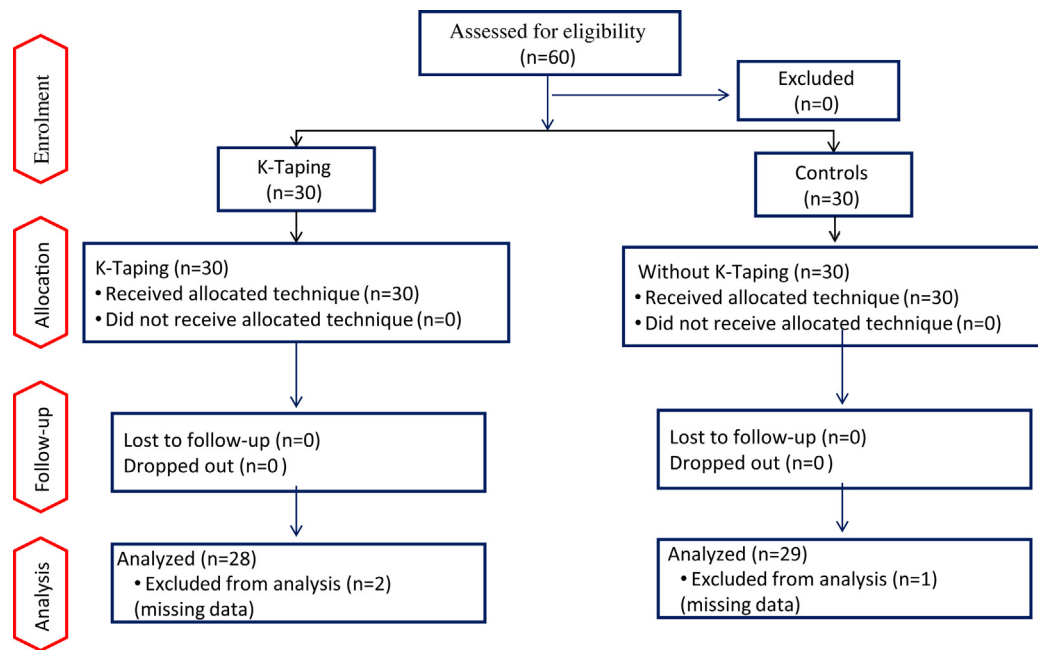 Assessed for eligibility
(n=60)
Excluded
(n=0)
Enrolment
K-Taping
(n=30)
Controls
(n=30)
Allocation
K-Taping (n=30)
• Received allocated technique (n=30)
• Did not receive allocated technique (n=0)
Without K-Taping (n=30)
• Received allocated technique (n=30)
• Did not receive allocated technique (n=0)
Follow-up
Lost to follow-up (n=0)
Dropped out (n=0)
Lost to follow-up (n=0)
Dropped out (n=0)
Analysis
Analyzed (n=28)
• Excluded from analysis (n=2)
(missing data)
Analyzed (n=29)
• Excluded from analysis (n=1)
(missing data)